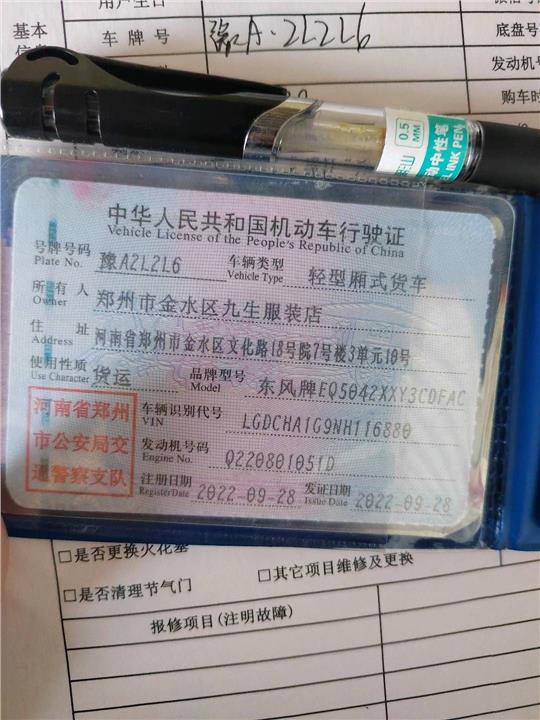 基本
车牌号
豫A·2L2L6
底盘号
发动机号
购车时
0.5
MM
动中性笔
INK PEN
中华人民共和国机动车行驶证
Vehicle License of the People's Republic of China
号牌号码 豫A2L2L6 车辆类型 轻型厢式货车
Plate No. Vehicle Type
所有人 郑州市金水区九生服装店
Owner
住址 河南省郑州市金水区文化路18号院7号楼3单元10号
Address
使用性质 货运 品牌型号 东风牌EQ5042XXY3CDFAC
Use Character Model
河南省郑州市公安局交通警察支队
车辆识别代号 LGDCHA1G9NH116880
VIN
发动机号码 Q220801051D
Engine No.
注册日期 2022-09-28 发证日期 2022-09-28
Register Date Issue Date
□是否更换火花塞
□是否清理节气门 □其它项目维修及更换
报修项目(注明故障)